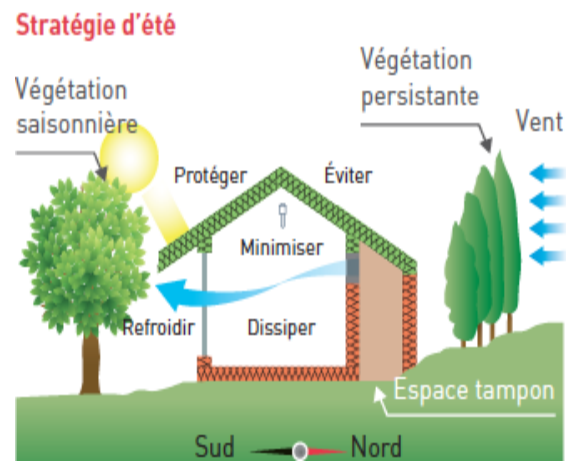 Stratégie d'été
Végétation
saisonnière
Végétation
persistante
Vent
Protéger
Éviter
Minimiser
Refroidir
Dissiper
Espace tampon
Sud
Nord